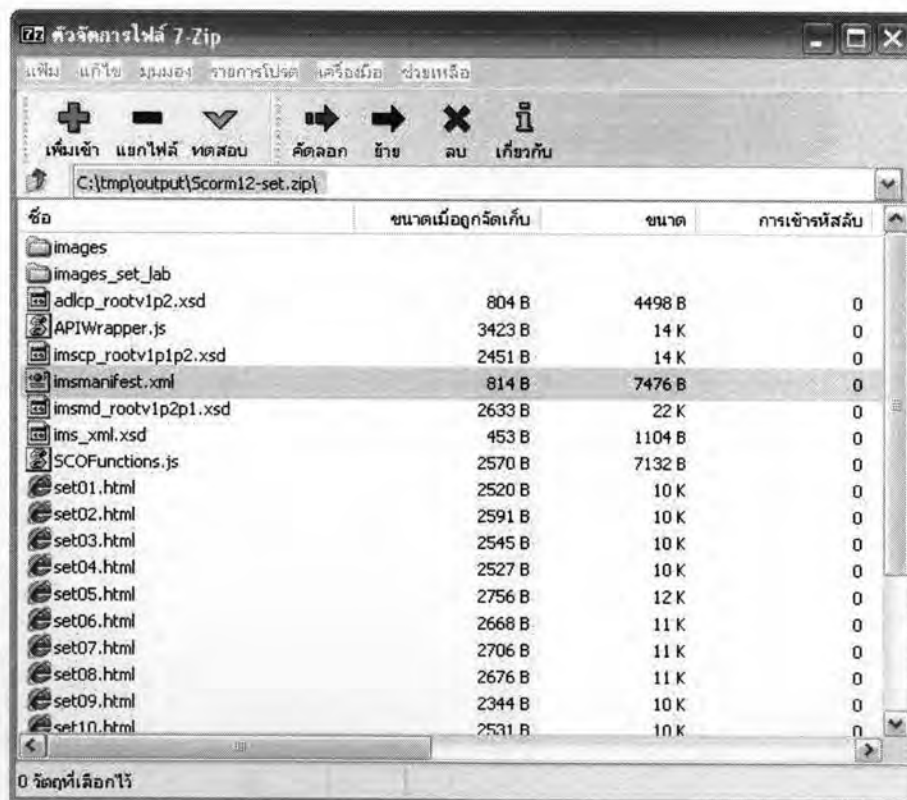 7z ตัวจัดการไฟล์ 7-Zip
แฟ้ม แก้ไข มุมมอง รายการโปรด เครื่องมือ ช่วยเหลือ
เพิ่มเข้า แยกไฟล์ ทดสอบ คัดลอก ย้าย ลบ เกี่ยวกับ
C:\tmp\output\Scorm12-set.zip\
ชื่อ ขนาดเมื่อถูกจัดเก็บ ขนาด การเข้ารหัสลับ
images
images_set_lab
adlcp_rootv1p2.xsd 804 B 4498 B 0
APIWrapper.js 3423 B 14 K 0
imscp_rootv1p1p2.xsd 2451 B 14 K 0
imsmanifest.xml 814 B 7476 B 0
imsmd_rootv1p2p1.xsd 2633 B 22 K 0
ims_xml.xsd 453 B 1104 B 0
SCOFunctions.js 2570 B 7132 B 0
set01.html 2520 B 10 K 0
set02.html 2591 B 10 K 0
set03.html 2545 B 10 K 0
set04.html 2527 B 10 K 0
set05.html 2756 B 12 K 0
set06.html 2668 B 11 K 0
set07.html 2706 B 11 K 0
set08.html 2676 B 11 K 0
set09.html 2344 B 10 K 0
set10.html 2531 B 10 K 0
0 วัตถุที่เลือกไว้